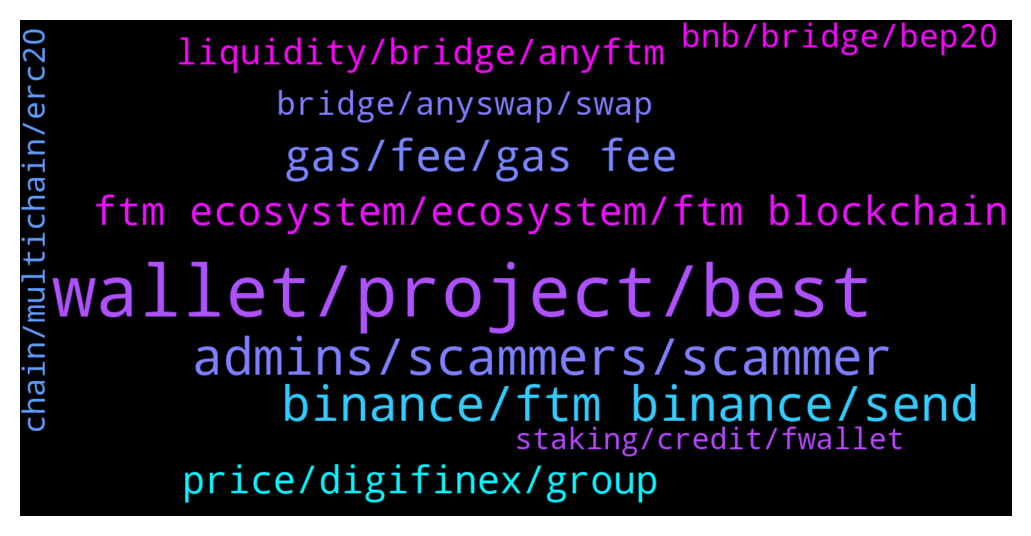 bnb/bridge/bep20
liquidity/bridge/anyftm
bridge/anyswap/swap
gas/fee/gas fee
ftm ecosystem/ecosystem/ftm blockchain
chain/multichain/erc20
wallet/project/best
admins/scammers/scammer
binance/ftm binance/send
staking/credit/fwallet
price/digifinex/group